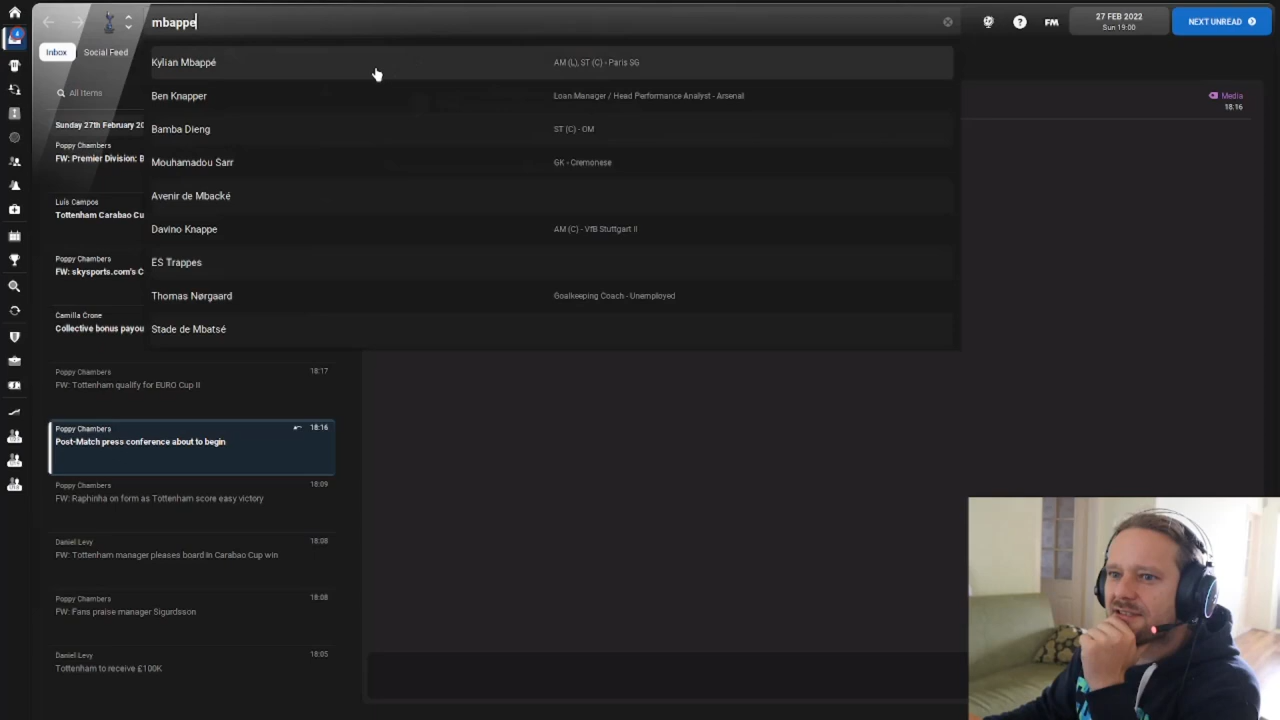 mbappe
FM
27 FEB 2022
Sun 19:00
NEXT UNREAD
Inbox
Social Feed
Kylian Mbappé
AM (L), ST (C) - Paris SG
All Items
Ben Knapper
Loan Manager / Head Performance Analyst - Arsenal
Media
18:16
Sunday 27th February 20
Bamba Dieng
ST (C) - OM
Poppy Chambers
FW: Premier Division: B
Mouhamadou Sarr
GK - Cremonese
Avenir de Mbacké
Luís Campos
Tottenham Carabao Cu
Davino Knappe
AM (C) - VfB Stuttgart II
Poppy Chambers
FW: skysports.com's C
ES Trappes
Thomas Nørgaard
Goalkeeping Coach - Unemployed
Camilla Crone
Collective bonus payou
Stade de Mbatsé
Poppy Chambers
18:17
FW: Tottenham qualify for EURO Cup II
Poppy Chambers
18:16
Post-Match press conference about to begin
Poppy Chambers
18:09
FW: Raphinha on form as Tottenham score easy victory
Daniel Levy
18:08
FW: Tottenham manager pleases board in Carabao Cup win
Poppy Chambers
18:08
FW: Fans praise manager Sigurdsson
Daniel Levy
18:05
Tottenham to receive £100K